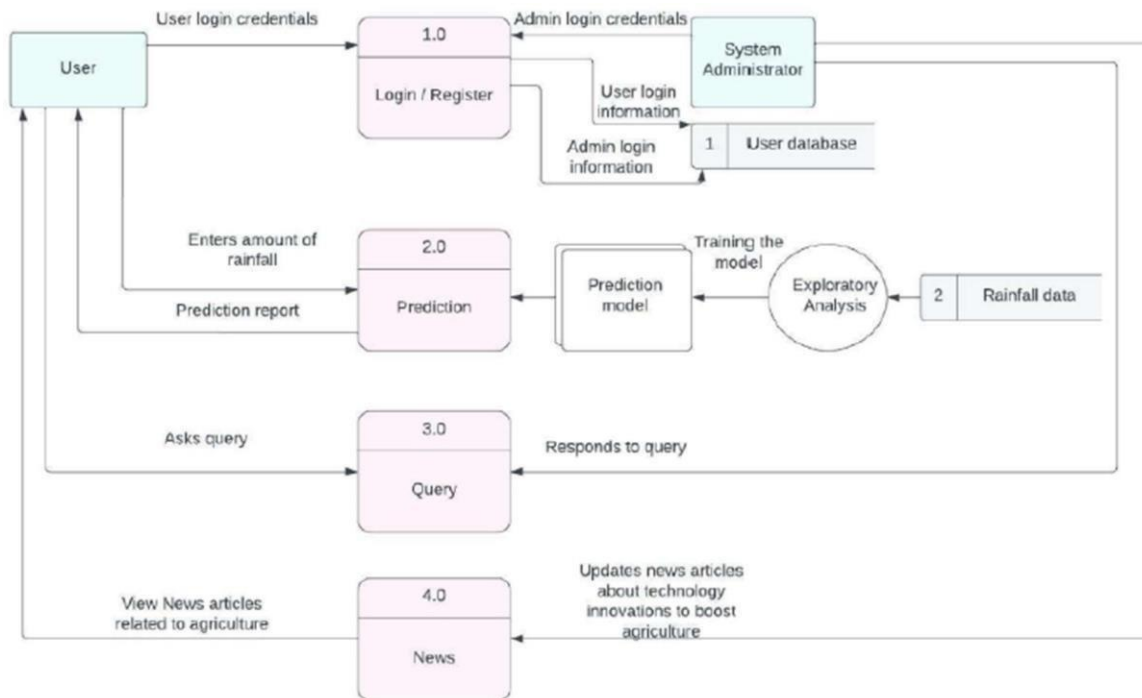 User login credentials
Admin login credentials
1.0
Login / Register
User
System
Administrator
User login
information
1
User database
Admin login
information
Enters amount of
rainfall
2.0
Prediction
Prediction report
Prediction
model
Training the
model
Exploratory
Analysis
2
Rainfall data
Asks query
3.0
Query
Responds to query
View News articles
related to agriculture
4.0
News
Updates news articles
about technology
innovations to boost
agriculture